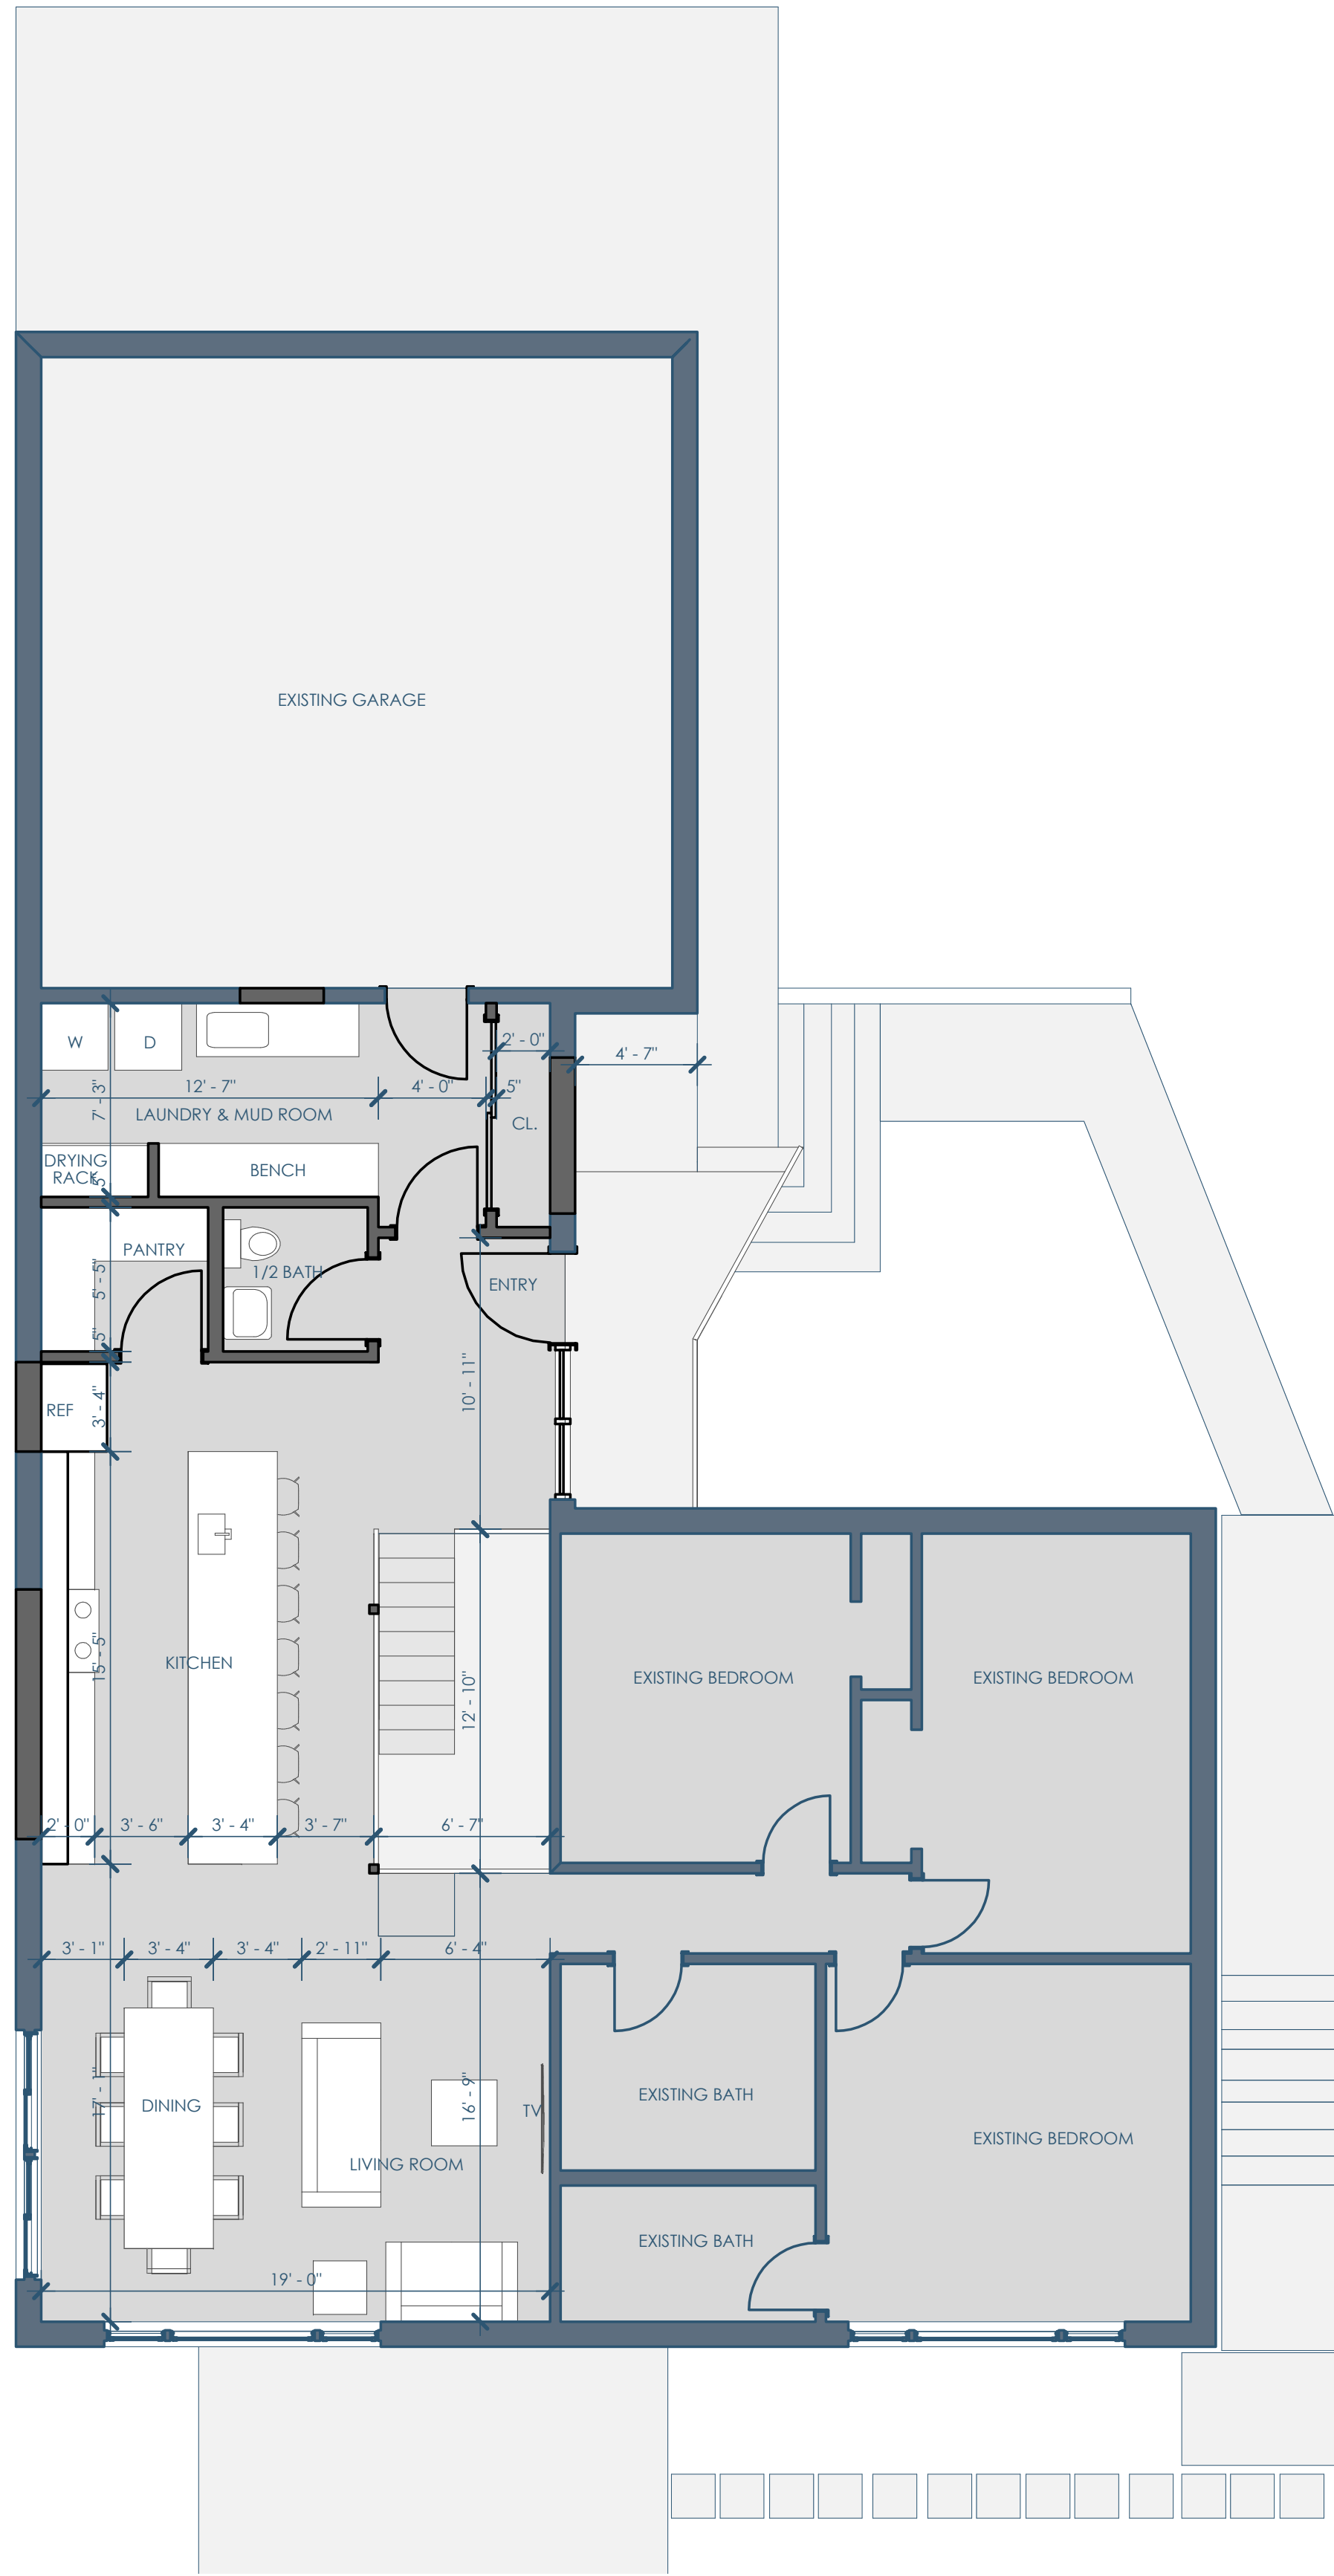 EXISTING GARAGE
W
D
2' - 0"
4' - 7"
12' - 7"
4' - 0"
5"
7' - 3"
LAUNDRY & MUD ROOM
CL.
DRYING
RACK
5"
BENCH
PANTRY
1/2 BATH
ENTRY
5' - 5"
5"
REF
3' - 4"
10' - 11"
KITCHEN
15' - 5"
12' - 10"
EXISTING BEDROOM
EXISTING BEDROOM
2' - 0"
3' - 6"
3' - 4"
3' - 7"
6' - 7"
3' - 1"
3' - 4"
3' - 4"
2' - 11"
6' - 4"
17' - 1"
DINING
16' - 9"
TV
LIVING ROOM
EXISTING BATH
EXISTING BEDROOM
EXISTING BATH
19' - 0"